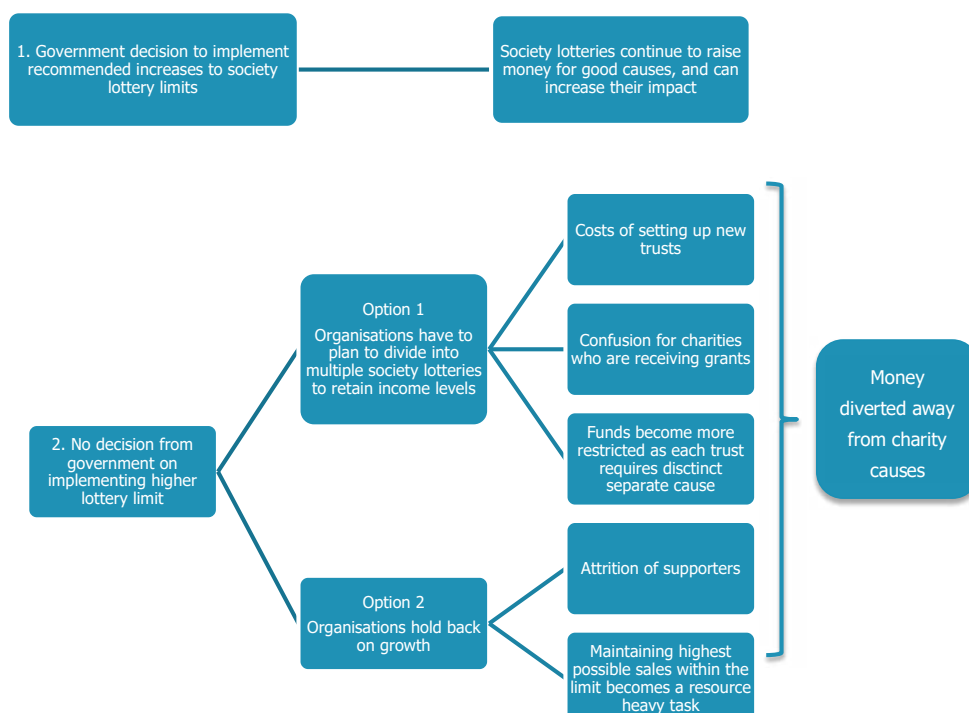 1. Government decision to implement
recommended increases to society
lottery limits
Society lotteries continue to raise
money for good causes, and can
increase their impact
2. No decision from
government on
implementing higher
lottery limit
Option 1
Organisations have to
plan to divide into
multiple society lotteries
to retain income levels
Costs of setting up new
trusts
Confusion for charities
who are receiving grants
Funds become more
restricted as each trust
requires disctinct
separate cause
Option 2
Organisations hold back
on growth
Attrition of supporters
Maintaining highest
possible sales within the
limit becomes a resource
heavy task
Money
diverted away
from charity
causes